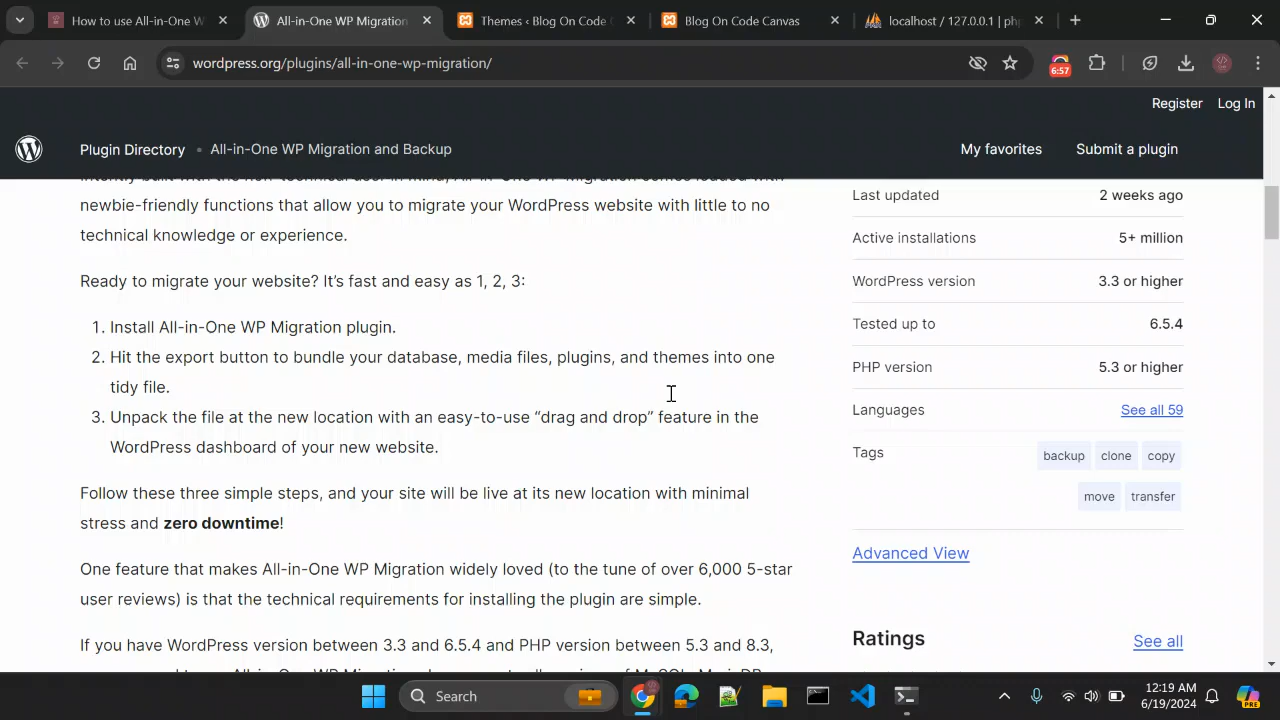 How to use All-in-One W
All-in-One WP Migration
Themes ‹ Blog On Code
Blog On Code Canvas
localhost / 127.0.0.1 | php
wordpress.org/plugins/all-in-one-wp-migration/
6:57
Register Log In
Plugin Directory • All-in-One WP Migration and Backup
My favorites Submit a plugin
newbie-friendly functions that allow you to migrate your WordPress website with little to no
technical knowledge or experience.
Ready to migrate your website? It’s fast and easy as 1, 2, 3:
1. Install All-in-One WP Migration plugin.
2. Hit the export button to bundle your database, media files, plugins, and themes into one
tidy file.
3. Unpack the file at the new location with an easy-to-use “drag and drop” feature in the
WordPress dashboard of your new website.
Follow these three simple steps, and your site will be live at its new location with minimal
stress and zero downtime!
One feature that makes All-in-One WP Migration widely loved (to the tune of over 6,000 5-star
user reviews) is that the technical requirements for installing the plugin are simple.
If you have WordPress version between 3.3 and 6.5.4 and PHP version between 5.3 and 8.3,
Last updated 2 weeks ago
Active installations 5+ million
WordPress version 3.3 or higher
Tested up to 6.5.4
PHP version 5.3 or higher
Languages See all 59
Tags backup clone copy
move transfer
Advanced View
Ratings See all
Search
12:19 AM
6/19/2024
PRE